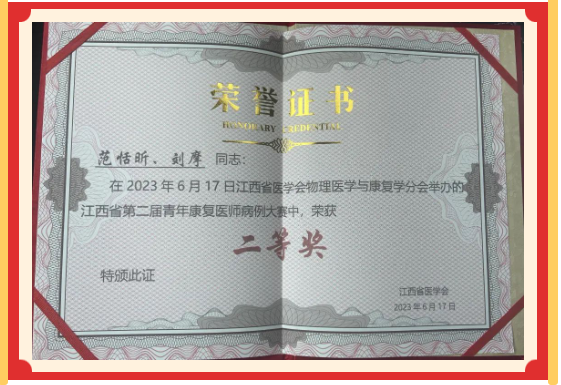 荣誉证书
HONORARY CREDENTIAL
范恬昕、刘摩 同志:
在 2023 年 6 月 17 日江西省医学会物理医学与康复学分会举办的
江西省第二届青年康复医师病例大赛中，荣获
二等奖
特颁此证
江西省医学会
2023 年 6 月 17 日